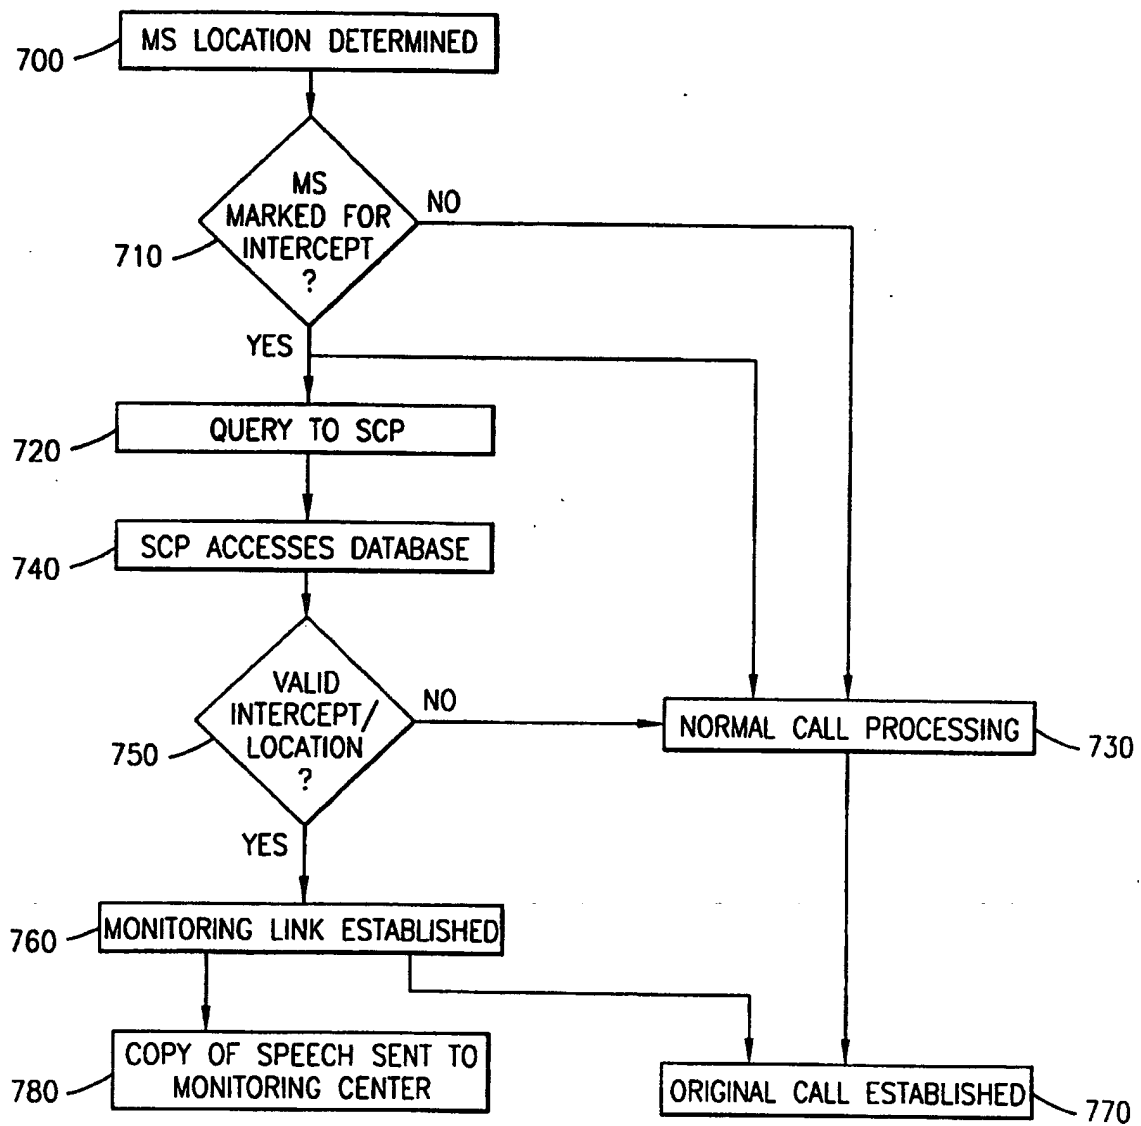 MS LOCATION DETERMINED
700
MS
MARKED FOR
INTERCEPT
?
710
NO
YES
QUERY TO SCP
720
SCP ACCESSES DATABASE
740
VALID
INTERCEPT/
LOCATION
?
750
NO
NORMAL CALL PROCESSING
730
YES
MONITORING LINK ESTABLISHED
760
COPY OF SPEECH SENT TO
MONITORING CENTER
780
ORIGINAL CALL ESTABLISHED
770